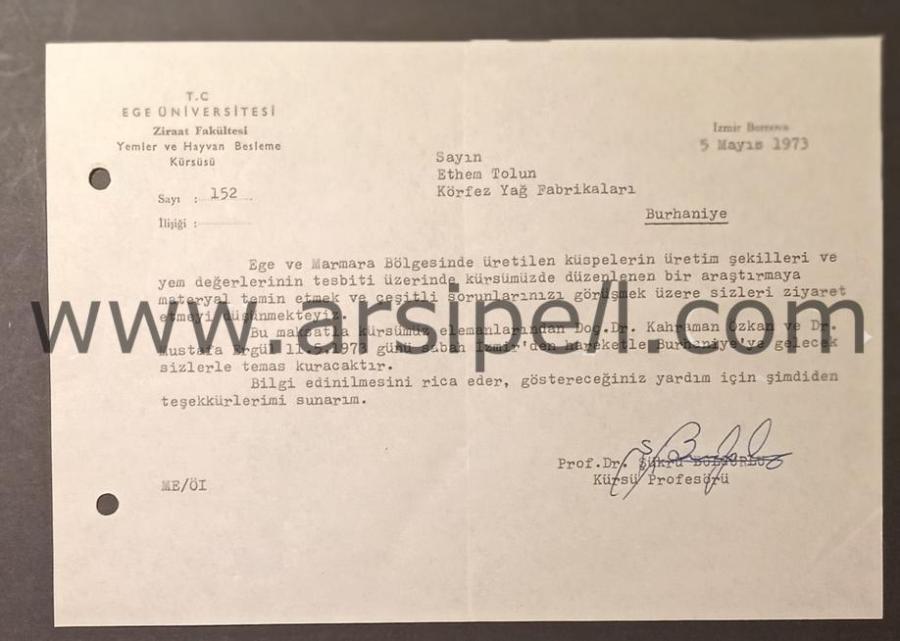 T.C
EGE ÜNİVERSİTESİ
Ziraat Fakültesi
Yemler ve Hayvan Besleme
Kürsüsü
Sayı : 152
İlişiği :
İzmir Bornova
5 Mayıs 1973
Sayın
Ethem Tolun
Körfez Yağ Fabrikaları
Burhaniye
Ege ve Marmara Bölgesinde üretilen küspelerin üretim şekilleri ve
yem değerlerinin tesbiti üzerinde kürsümüzde düzenlenen bir araştırmaya
materyal temin etmek ve çeşitli sorunlarınızı görüşmek üzere sizleri ziyaret
etmeyi düşünmekteyiz.
Bu maksatla kürsümüz elemanlarından Doç.Dr. Kahraman Özkan ve Dr.
Mustafa Ergül 11.5.1973 günü sabah İzmir'den hareketle Burhaniye'ye gelecek
sizlerle temas kuracaktır.
Bilgi edinilmesini rica eder, göstereceğiniz yardım için şimdiden
teşekkürlerimi sunarım.
Prof.Dr. Şükrü
Kürsü Profesörü
ME/ÖI
www.arsipe/l.com